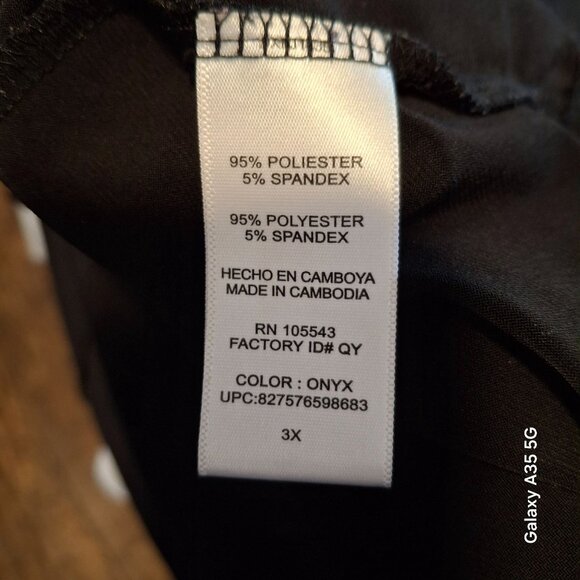 95% POLIESTER
5% SPANDEX
95% POLYESTER
5% SPANDEX
HECHO EN CAMBOYA
MADE IN CAMBODIA
RN 105543
FACTORY ID# QY
COLOR : ONYX
UPC:827576598683
3X
Galaxy A35 5G